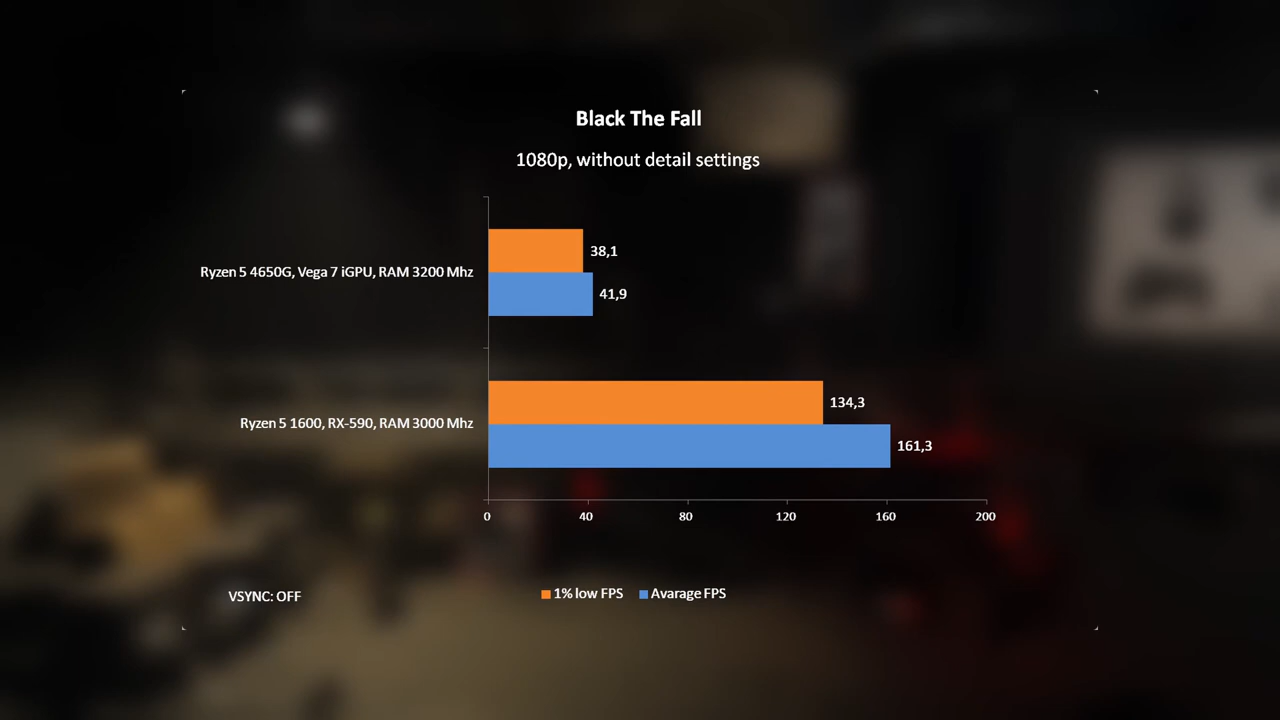 Black The Fall
1080p, without detail settings
Ryzen 5 4650G, Vega 7 iGPU, RAM 3200 Mhz
38,1
41,9
Ryzen 5 1600, RX-590, RAM 3000 Mhz
134,3
161,3
0 40 80 120 160 200
VSYNC: OFF
1% low FPS Avarage FPS